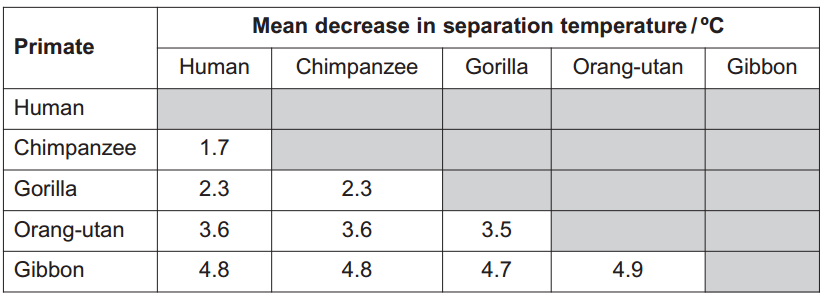 Primate Mean decrease in separation temperature / ºC
Human Chimpanzee Gorilla Orang-utan Gibbon
Human
Chimpanzee 1.7
Gorilla 2.3 2.3
Orang-utan 3.6 3.6 3.5
Gibbon 4.8 4.8 4.7 4.9